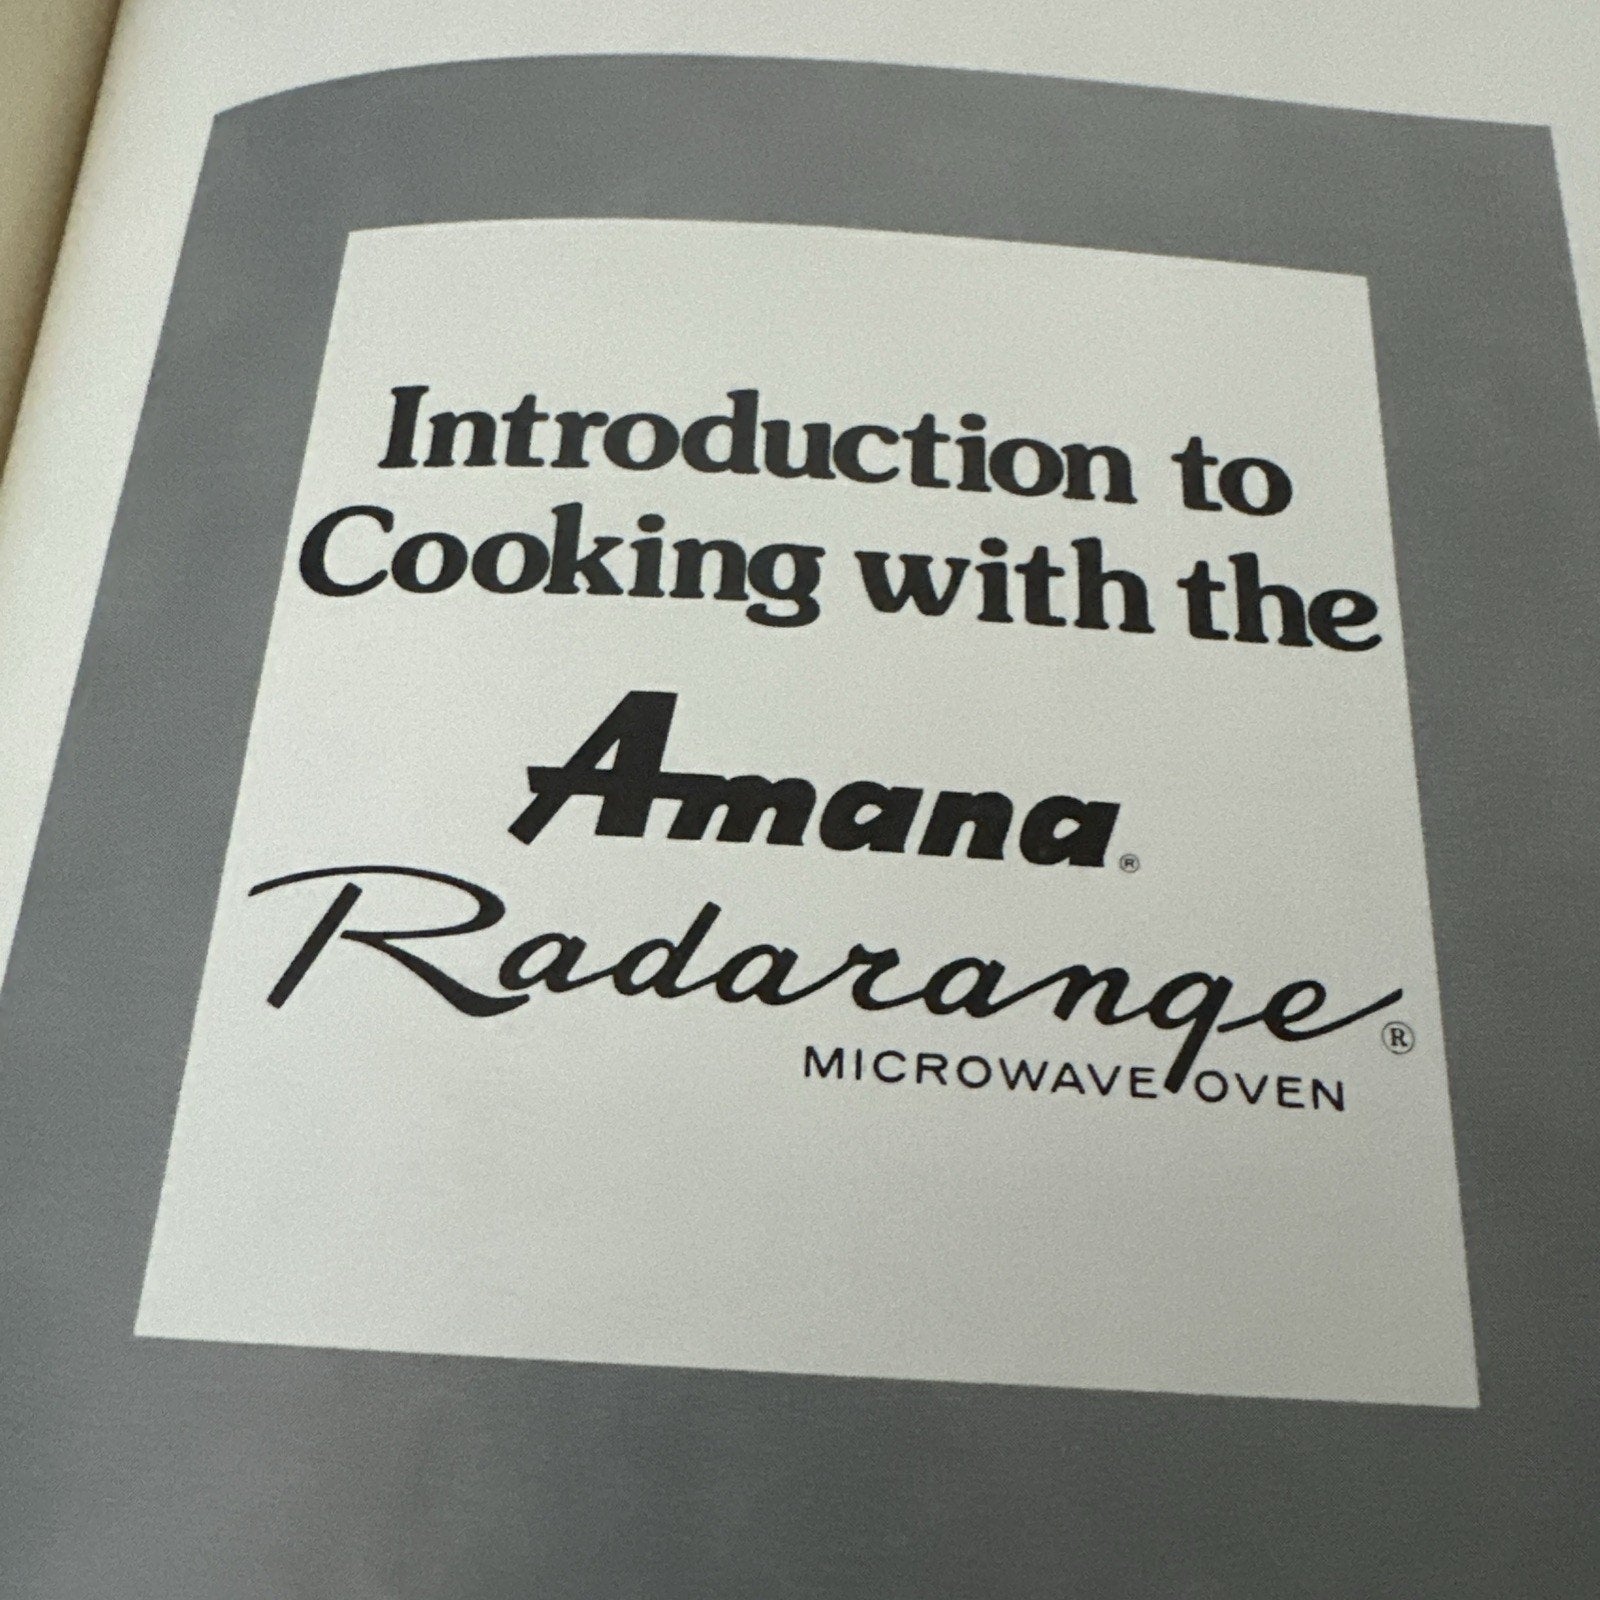 Introduction to
Cooking with the
Amana®
Radarange®
MICROWAVE OVEN